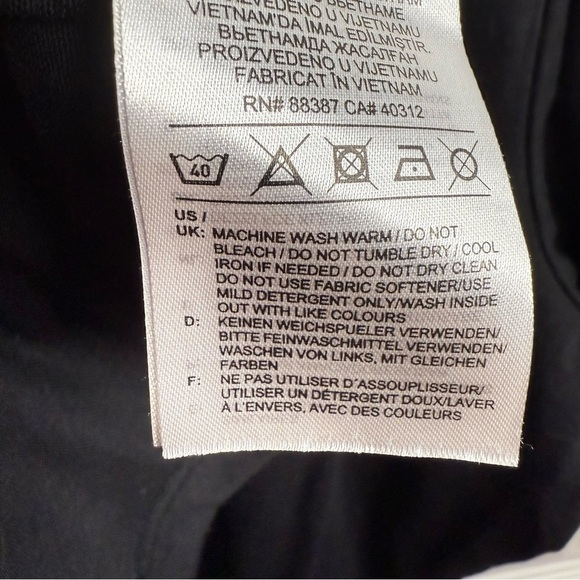 VIETNAM'DA İMAL EDİLMİŞTİR.
ВЬЕТНАМДА ЖАСАЛҒАН
PROIZVEDENO U VIJETNAMU
FABRICAT ÎN VIETNAM
RN# 88387 CA# 40312
40
US /
UK: MACHINE WASH WARM / DO NOT
BLEACH / DO NOT TUMBLE DRY / COOL
IRON IF NEEDED / DO NOT DRY CLEAN
DO NOT USE FABRIC SOFTENER/USE
MILD DETERGENT ONLY/WASH INSIDE
OUT WITH LIKE COLOURS
D: KEINEN WEICHSPUELER VERWENDEN/
BITTE FEINWASCHMITTEL VERWENDEN/
WASCHEN VON LINKS, MIT GLEICHEN
FARBEN
F: NE PAS UTILISER D'ASSOUPLISSEUR/
UTILISER UN DÉTERGENT DOUX/LAVER
À L'ENVERS, AVEC DES COULEURS